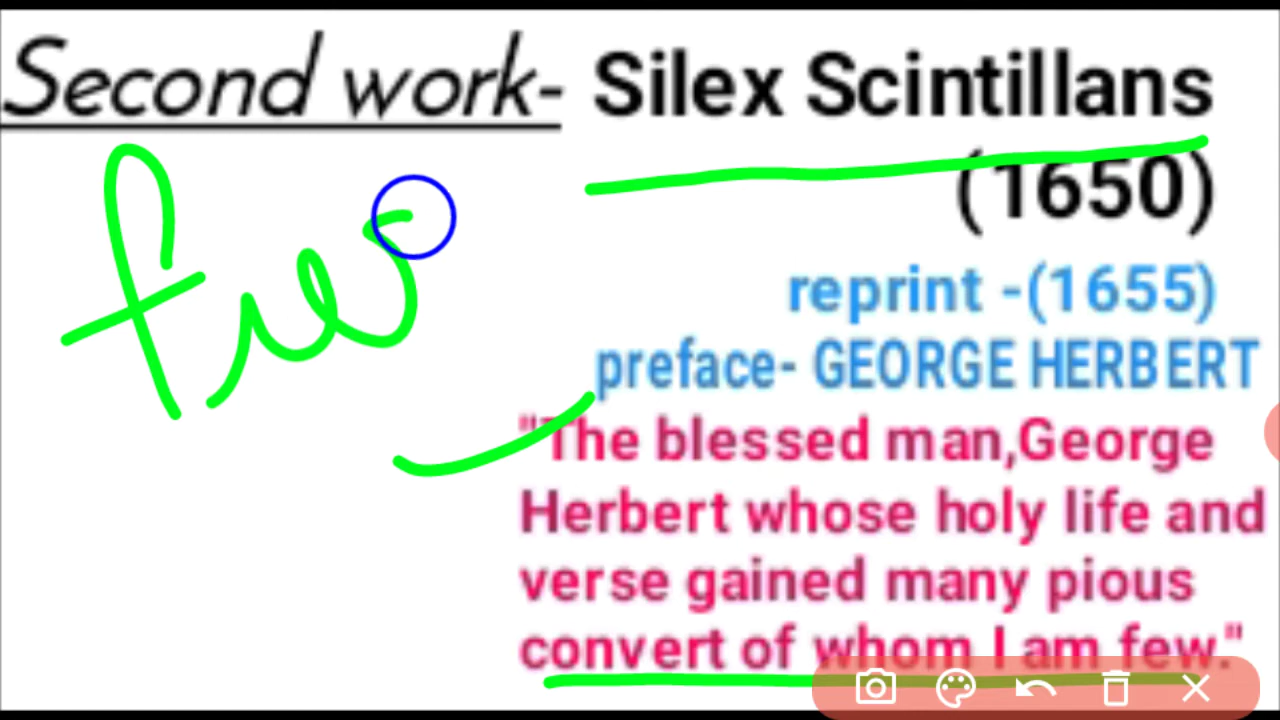 Second work- Silex Scintillans
(1650)
few
reprint -(1655)
preface- GEORGE HERBERT
"The blessed man,George
Herbert whose holy life and
verse gained many pious
convert of whom I am few."